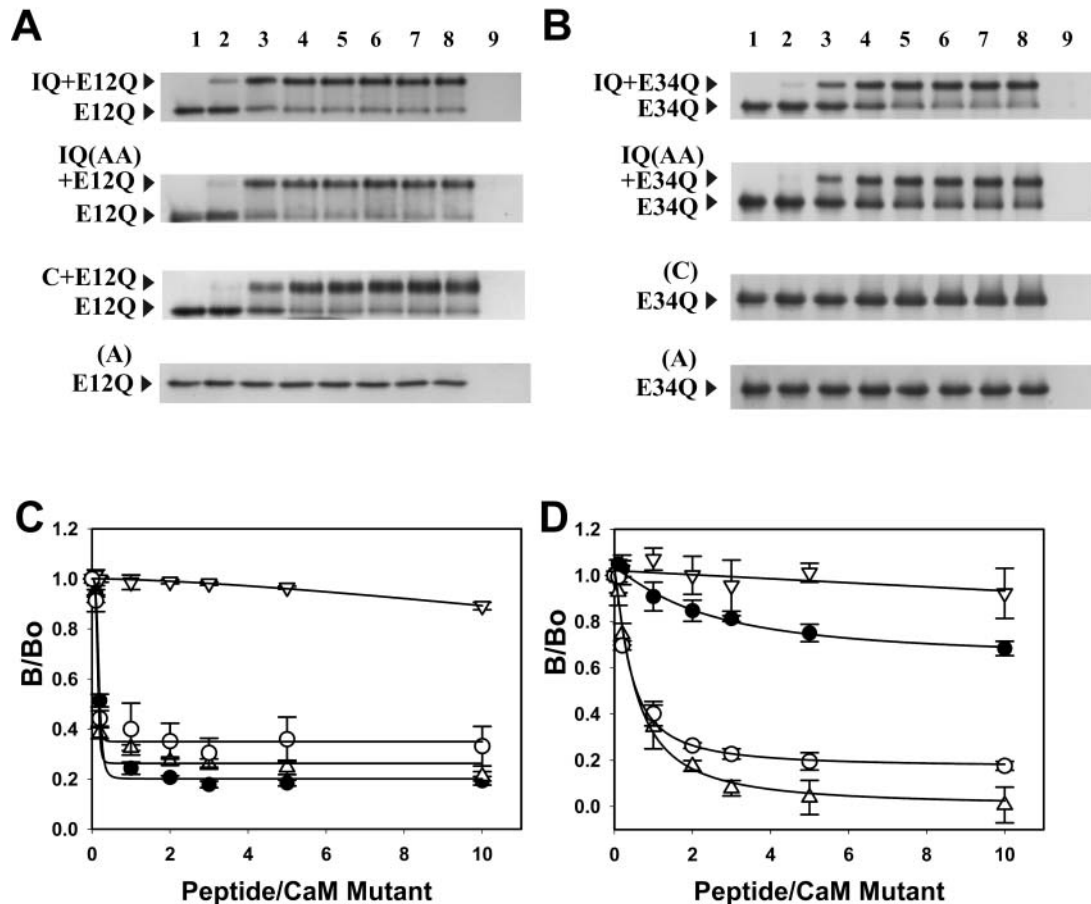 A
1 2 3 4 5 6 7 8 9
IQ+E12Q
E12Q
IQ(AA)
+E12Q
E12Q
C+E12Q
E12Q
(A)
E12Q
B
1 2 3 4 5 6 7 8 9
IQ+E34Q
E34Q
IQ(AA)
+E34Q
E34Q
(C)
E34Q
(A)
E34Q
C
1.2
1.0
0.8
0.6
0.4
0.2
0.0
B/Bo
0 2 4 6 8 10
Peptide/CaM Mutant
D
1.2
1.0
0.8
0.6
0.4
0.2
0.0
B/Bo
0 2 4 6 8 10
Peptide/CaM Mutant